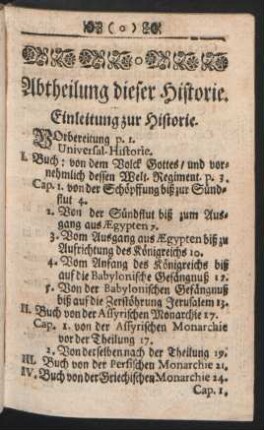 ( o )
Abtheilung dieser Historie.
Einleitung zur Historie.
VOrbereitung p. 1.
Universal-Historie.
I. Buch: von dem Volck Gottes/ und vor-
nehmlich dessen Welt-Regiment. p. 3.
Cap. 1. von der Schöpffung biß zur Sünd-
flut 4.
2. Von der Sündflut biß zum Aus-
gang aus Ægypten 7.
3. Vom Ausgang aus Ægypten biß zu
Aufrichtung des Königreichs 10.
4. Vom Anfang des Königreichs biß
auf die Babylonische Gefängnuß 12.
5. Von der Babylonischen Gefängnuß
biß auf die Zerstöhrung Jerusalem 13.
II. Buch von der Assyrischen Monarchie 17.
Cap. 1. von der Assyrischen Monarchie
vor der Theilung 17.
2. Von derselben nach der Theilung 19.
III. Buch von der Persischen Monarchie 21.
IV. Buch von der Griechischen Monarchie 24.
Cap. 1.